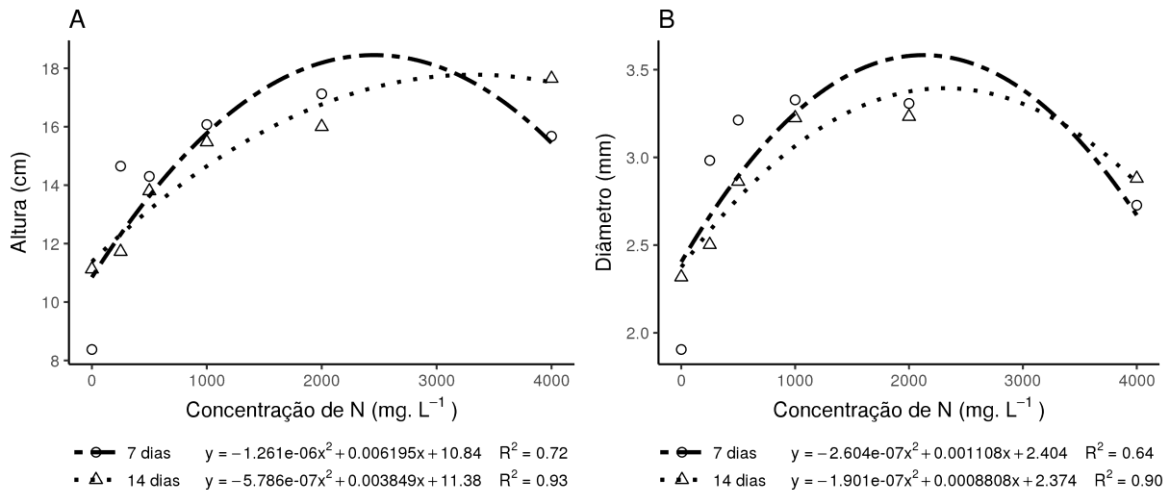 A
Altura (cm)
18
16
14
12
10
8
0 1000 2000 3000 4000
Concentração de N (mg. L⁻¹ )
7 dias y = −1.261e-06x² + 0.006195x + 10.84 R² = 0.72
14 dias y = −5.786e-07x² + 0.003849x + 11.38 R² = 0.93
B
Diâmetro (mm)
3.5
3.0
2.5
2.0
0 1000 2000 3000 4000
Concentração de N (mg. L⁻¹ )
7 dias y = −2.604e-07x² + 0.001108x + 2.404 R² = 0.64
14 dias y = −1.901e-07x² + 0.0008808x + 2.374 R² = 0.90